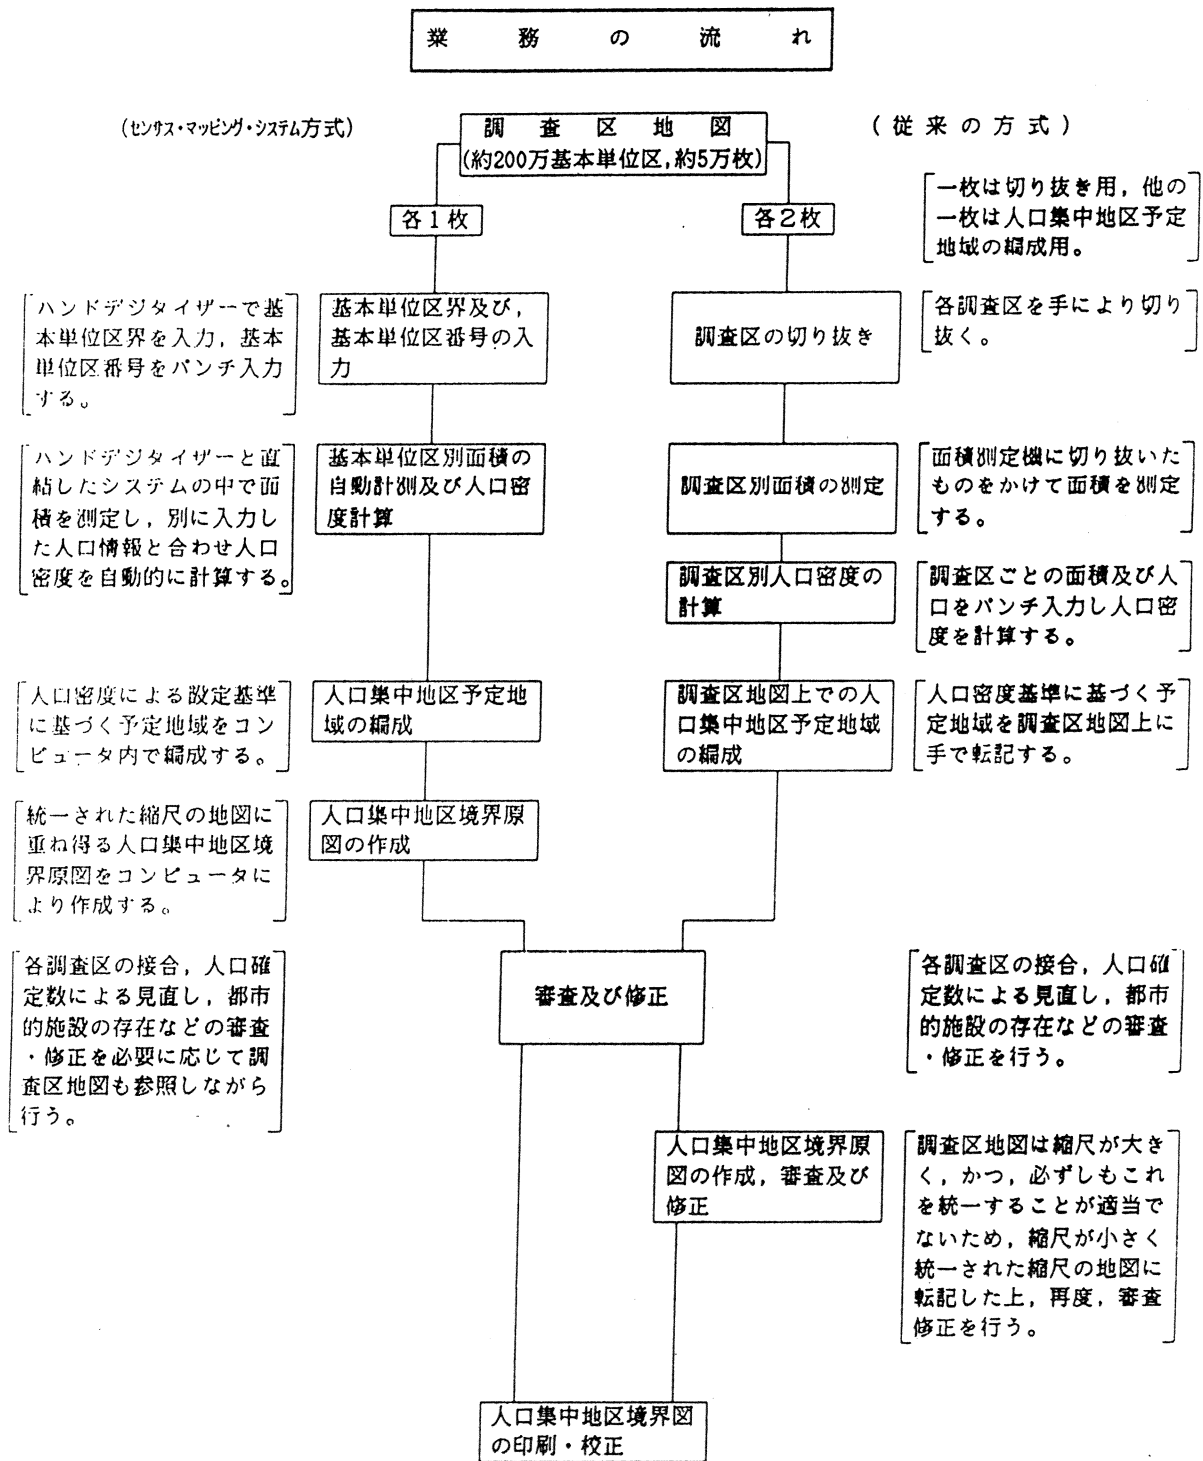 業務の流れ
(センサス・マッピング・システム方式)
調査区地図
(約200万基本単位区,約5万枚)
(従来の方式)
各1枚
各2枚
一枚は切り抜き用,他の
一枚は人口集中地区予定
地域の編成用。
ハンドデジタイザーで基
本単位区界を入力,基本
単位区番号をパンチ入力
する。
基本単位区界及び,
基本単位区番号の入
力
調査区の切り抜き
各調査区を手により切り
抜く。
ハンドデジタイザーと直
結したシステムの中で面
積を測定し,別に入力し
た人口情報と合わせ人口
密度を自動的に計算する。
基本単位区別面積の
自動計測及び人口密
度計算
調査区別面積の測定
面積測定機に切り抜いた
ものをかけて面積を測定
する。
調査区別人口密度の
計算
調査区ごとの面積及び人
口をパンチ入力し人口密
度を計算する。
人口密度による設定基準
に基づく予定地域をコン
ピュータ内で編成する。
人口集中地区予定地
域の編成
調査区地図上での人
口集中地区予定地域
の編成
人口密度基準に基づく予
定地域を調査区地図上に
手で転記する。
統一された縮尺の地図に
重ね得る人口集中地区境
界原図をコンピュータに
より作成する。
人口集中地区境界原
図の作成
各調査区の接合,人口確
定数による見直し,都市
的施設の存在などの審査
・修正を必要に応じて調
査区地図も参照しながら
行う。
審査及び修正
各調査区の接合,人口確
定数による見直し,都市
的施設の存在などの審査
・修正を行う。
人口集中地区境界原
図の作成,審査及び
修正
調査区地図は縮尺が大き
く,かつ,必ずしもこれ
を統一することが適当で
ないため,縮尺が小さく
統一された縮尺の地図に
転記した上,再度,審査
修正を行う。
人口集中地区境界図
の印刷・校正